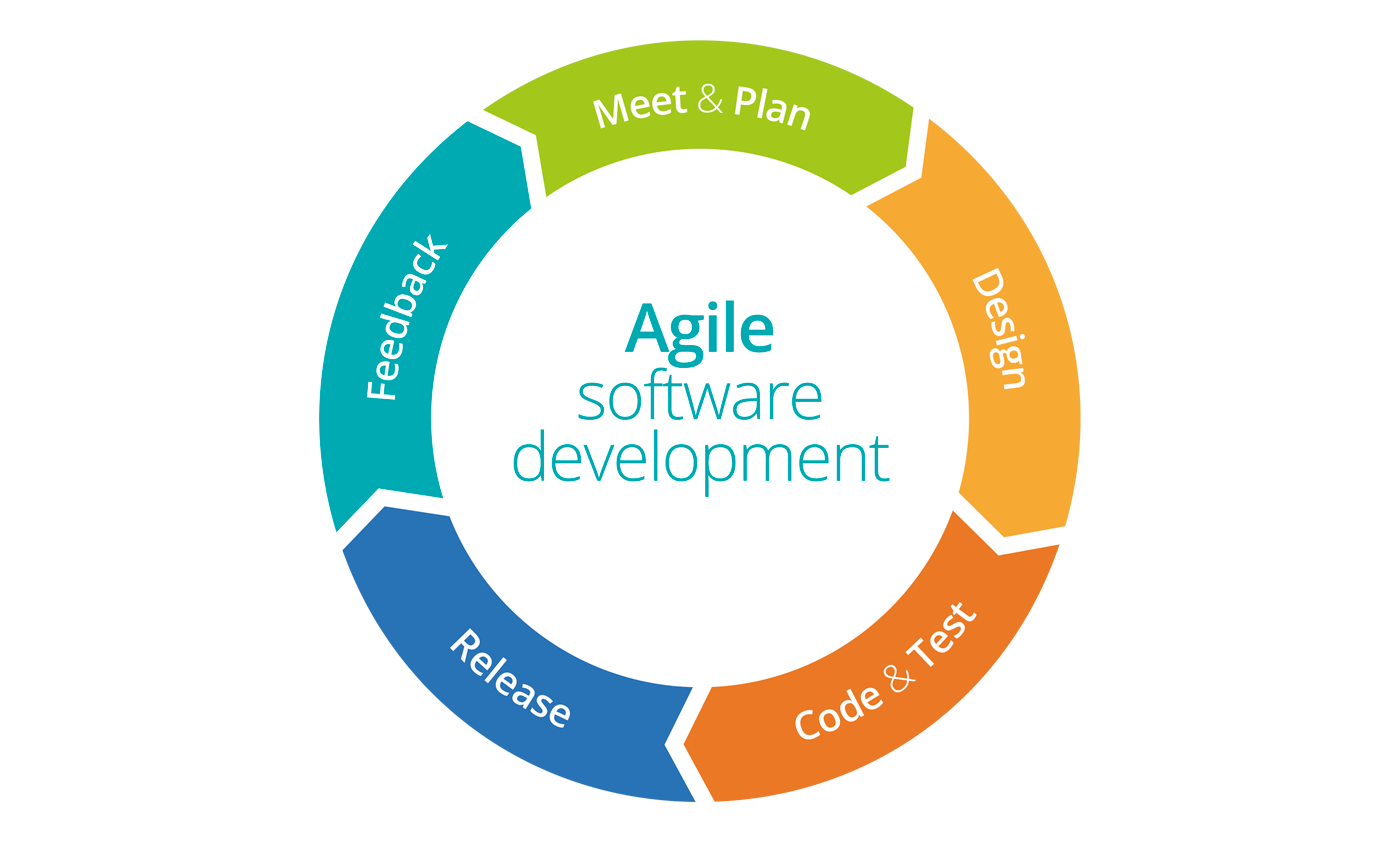 Meet & Plan
Design
Code & Test
Release
Feedback
Agile
software
development